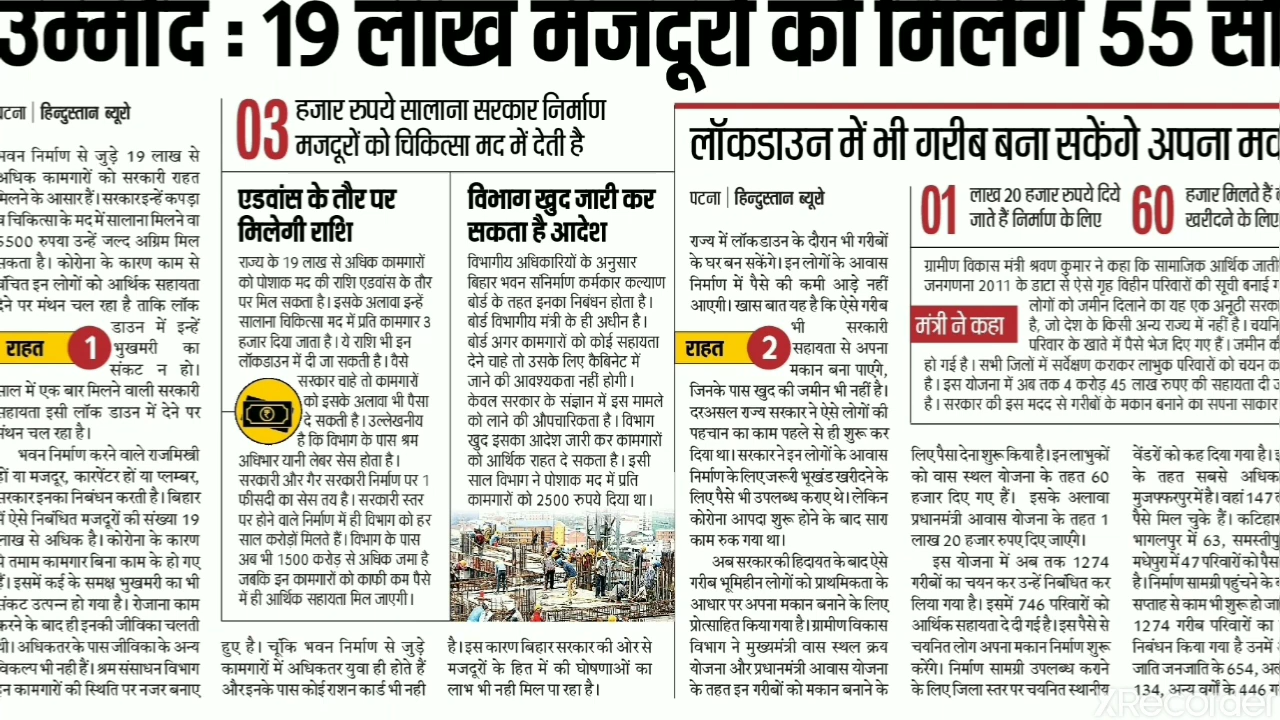 उम्मीद : 19 लाख मजदूरों को मिलेंगे 55 सौ
पटना | हिन्दुस्तान ब्यूरो
भवन निर्माण से जुड़े 19 लाख से
अधिक कामगारों को सरकारी राहत
मिलने के आसार हैं। सरकार इन्हें कपड़ा
व चिकित्सा के मद में सालाना मिलने वा
5500 रुपया उन्हें जल्द अग्रिम मिल
सकता है। कोरोना के कारण काम से
वंचित इन लोगों को आर्थिक सहायता
देने पर मंथन चल रहा है ताकि लॉक
डाउन में इन्हें
भुखमरी का
संकट न हो।
राहत 1
साल में एक बार मिलने वाली सरकारी
सहायता इसी लॉक डाउन में देने पर
मंथन चल रहा है।
भवन निर्माण करने वाले राजमिस्त्री
हों या मजदूर, कारपेंटर हों या प्लम्बर,
सरकार इनका निबंधन करती है। बिहार
में ऐसे निबंधित मजदूरों की संख्या 19
लाख से अधिक है। कोरोना के कारण
ये तमाम कामगार बिना काम के हो गए
हैं। इसमें कई के समक्ष भुखमरी का भी
संकट उत्पन्न हो गया है। रोजाना काम
करने के बाद ही इनकी जीविका चलती
थी। अधिकतर के पास जीविका के अन्य
विकल्प भी नहीं हैं। श्रम संसाधन विभाग
इन कामगारों की स्थिति पर नजर बनाए
03 हजार रुपये सालाना सरकार निर्माण
मजदूरों को चिकित्सा मद में देती है
एडवांस के तौर पर
मिलेगी राशि
राज्य के 19 लाख से अधिक कामगारों
को पोशाक मद की राशि एडवांस के तौर
पर मिल सकता है। इसके अलावा इन्हें
सालाना चिकित्सा मद में प्रति कामगार 3
हजार दिया जाता है। ये राशि भी इन
लॉकडाउन में दी जा सकती है। वैसे
सरकार चाहे तो कामगारों
को इसके अलावा भी पैसा
दे सकती है। उल्लेखनीय
है कि विभाग के पास श्रम
अधिभार यानी लेबर सेस होता है।
सरकारी और गैर सरकारी निर्माण पर 1
फीसदी का सेस तय है। सरकारी स्तर
पर होने वाले निर्माण में ही विभाग को हर
साल करोड़ों मिलते हैं। विभाग के पास
अब भी 1500 करोड़ से अधिक जमा है
जबकि इन कामगारों को काफी कम पैसे
में ही आर्थिक सहायता मिल जाएगी।
विभाग खुद जारी कर
सकता है आदेश
विभागीय अधिकारियों के अनुसार
बिहार भवन संनिर्माण कर्मकार कल्याण
बोर्ड के तहत इनका निबंधन होता है।
बोर्ड विभागीय मंत्री के ही अधीन है।
बोर्ड अगर कामगारों को कोई सहायता
देने चाहे तो उसके लिए कैबिनेट में
जाने की आवश्यकता नहीं होगी।
केवल सरकार के संज्ञान में इस मामले
को लाने की औपचारिकता है। विभाग
खुद इसका आदेश जारी कर कामगारों
को आर्थिक राहत दे सकता है। इसी
साल विभाग ने पोशाक मद में प्रति
कामगारों को 2500 रुपये दिया था।
हुए है। चूंकि भवन निर्माण से जुड़े
कामगारों में अधिकतर युवा ही होते हैं
और इनके पास कोई राशन कार्ड भी नही
है। इस कारण बिहार सरकार की ओर से
मजदूरों के हित में की घोषणाओं का
लाभ भी नही मिल पा रहा है।
लॉकडाउन में भी गरीब बना सकेंगे अपना
पटना | हिन्दुस्तान ब्यूरो
राज्य में लॉकडाउन के दौरान भी गरीबों
के घर बन सकेंगे। इन लोगों के आवास
निर्माण में पैसे की कमी आड़े नहीं
आएगी। खास बात यह है कि ऐसे गरीब
भी सरकारी
सहायता से अपना
मकान बना पाएंगे,
राहत 2
जिनके पास खुद की जमीन भी नहीं है।
दरअसल राज्य सरकार ने ऐसे लोगों की
पहचान का काम पहले से ही शुरू कर
दिया था। सरकार ने इन लोगों के आवास
निर्माण के लिए जरूरी भूखंड खरीदने के
लिए पैसे भी उपलब्ध कराए थे। लेकिन
कोरोना आपदा शुरू होने के बाद सारा
काम रुक गया था।
अब सरकार की हिदायत के बाद ऐसे
गरीब भूमिहीन लोगों को प्राथमिकता के
आधार पर अपना मकान बनाने के लिए
प्रोत्साहित किया गया है। ग्रामीण विकास
विभाग ने मुख्यमंत्री वास स्थल क्रय
योजना और प्रधानमंत्री आवास योजना
के तहत इन गरीबों को मकान बनाने के
01 लाख 20 हजार रुपये दिये
जाते हैं निर्माण के लिए
60 हजार मिलते हैं
खरीदने के लिए
ग्रामीण विकास मंत्री श्रवण कुमार ने कहा कि सामाजिक आर्थिक जाती
जनगणना 2011 के डाटा से ऐसे गृह विहीन परिवारों की सूची बनाई ग
लोगों को जमीन दिलाने का यह एक अनूठी सरक
है, जो देश के किसी अन्य राज्य में नहीं है। चयनि
परिवार के खाते में पैसे भेज दिए गए हैं। जमीन की
मंत्री ने कहा
हो गई है। सभी जिलों में सर्वेक्षण कराकर लाभुक परिवारों को चयन क
है। इस योजना में अब तक 4 करोड़ 45 लाख रुपए की सहायता दी ज
है। सरकार की इस मदद से गरीबों के मकान बनाने का सपना साकार
लिए पैसा देना शुरू किया है। इन लाभुकों
को वास स्थल योजना के तहत 60
हजार दिए गए हैं। इसके अलावा
प्रधानमंत्री आवास योजना के तहत 1
लाख 20 हजार रुपए दिए जाएंगे।
इस योजना में अब तक 1274
गरीबों का चयन कर उन्हें निबंधित कर
लिया गया है। इसमें 746 परिवारों को
आर्थिक सहायता दे दी गई है। इस पैसे से
चयनित लोग अपना मकान निर्माण शुरू
करेंगे। निर्माण सामग्री उपलब्ध कराने
के लिए जिला स्तर पर चयनित स्थानीय
वेंडरों को कह दिया गया है। इ
के तहत सबसे अधिक
मुजफ्फरपुर में है। वहां 147
पैसे मिल चुके हैं। कटिहा
भागलपुर में 63, समस्तीपु
मधेपुरा में 47 परिवारों को पैस
है। निर्माण सामग्री पहुंचने के
सप्ताह से काम भी शुरू हो जा
1274 गरीब परिवारों का
निबंधन किया गया है उनमें
जाति जनजाति के 654, अ
134, अन्य वर्गों के 446 ग
XRecorder